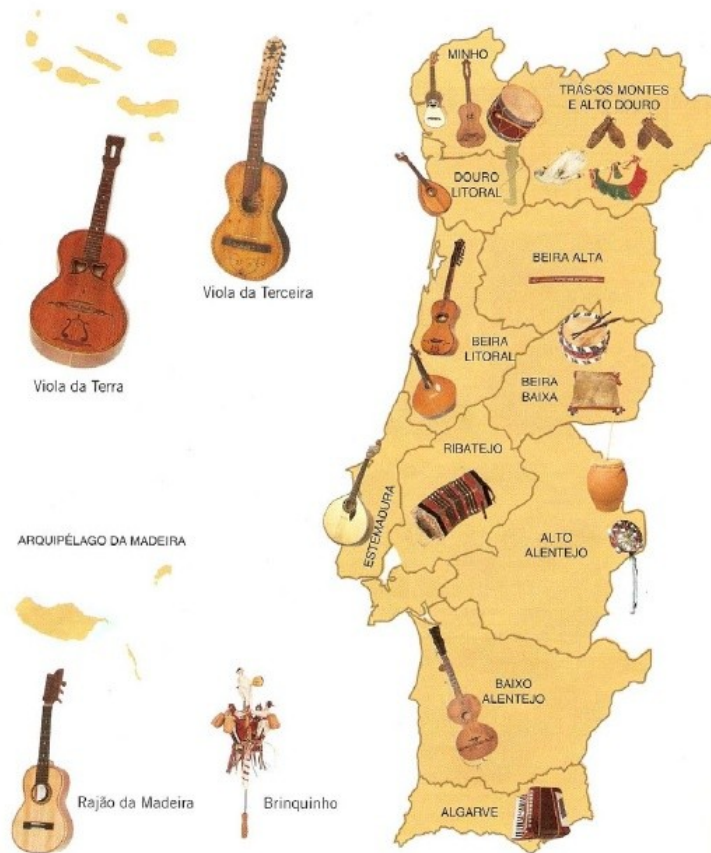 MINHO
TRÁS-OS MONTES
E ALTO DOURO
DOURO
LITORAL
BEIRA ALTA
Viola da Terceira
BEIRA
LITORAL
Viola da Terra
BEIRA
BAIXA
RIBATEJO
ESTEMADURA
ALTO
ALENTEJO
ARQUIPÉLAGO DA MADEIRA
BAIXO
ALENTEJO
Rajão da Madeira
Brinquinho
ALGARVE